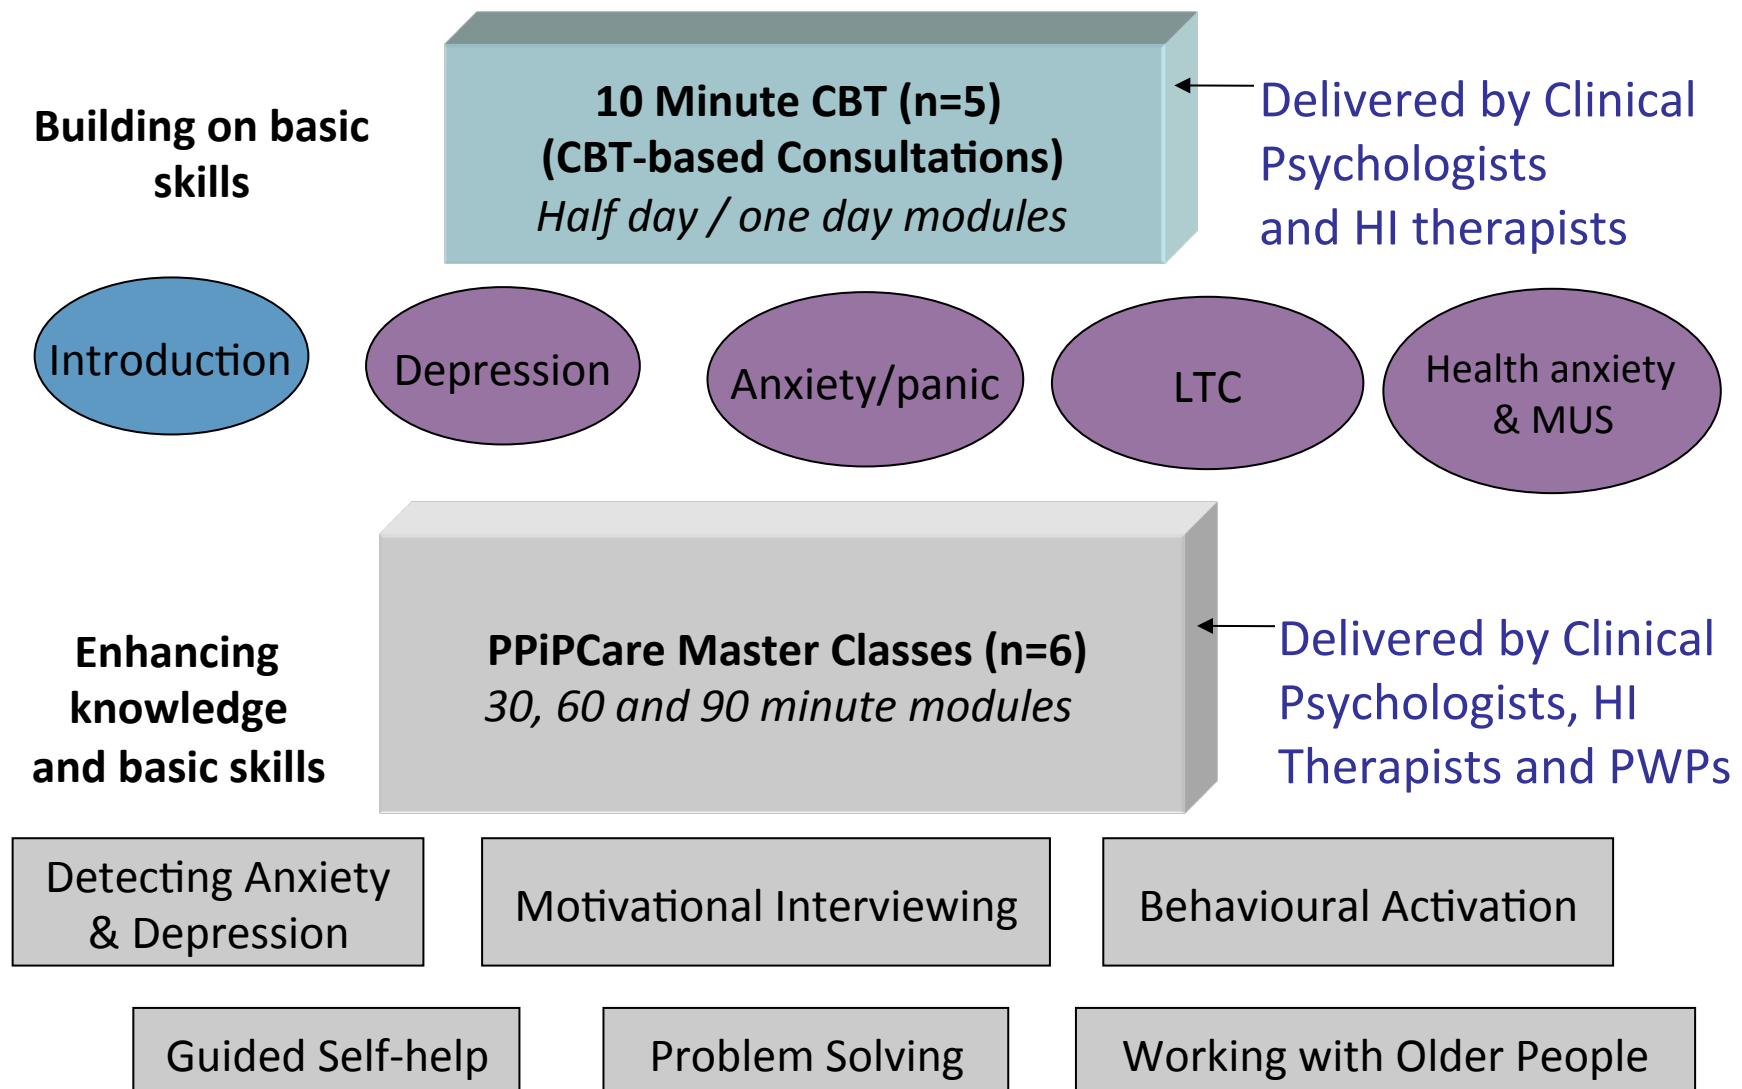 Building on basic
skills
10 Minute CBT (n=5)
(CBT-based Consultations)
Half day / one day modules
Delivered by Clinical
Psychologists
and HI therapists
Introduction
Depression
Anxiety/panic
LTC
Health anxiety
& MUS
Enhancing
knowledge
and basic skills
PPiPCare Master Classes (n=6)
30, 60 and 90 minute modules
Delivered by Clinical
Psychologists, HI
Therapists and PWPs
Detecting Anxiety
& Depression
Motivational Interviewing
Behavioural Activation
Guided Self-help
Problem Solving
Working with Older People